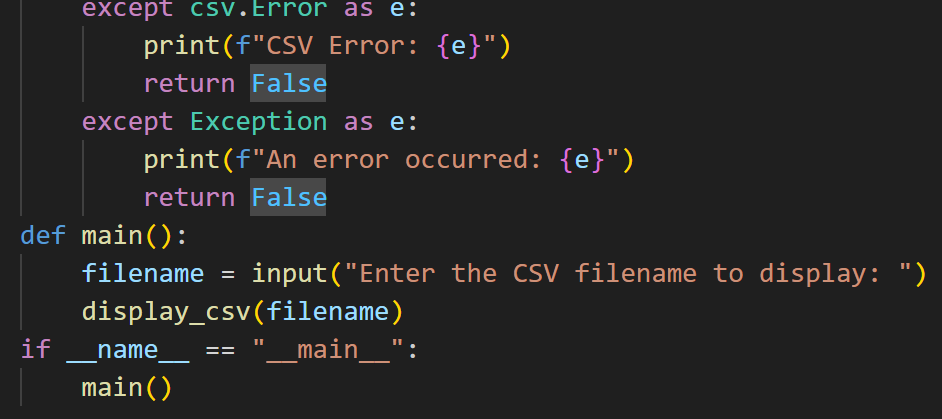 except csv.Error as e:
print(f"CSV Error: {e}")
return False
except Exception as e:
print(f"An error occurred: {e}")
return False
def main():
filename = input("Enter the CSV filename to display: ")
display_csv(filename)
if __name__ == "__main__":
main()